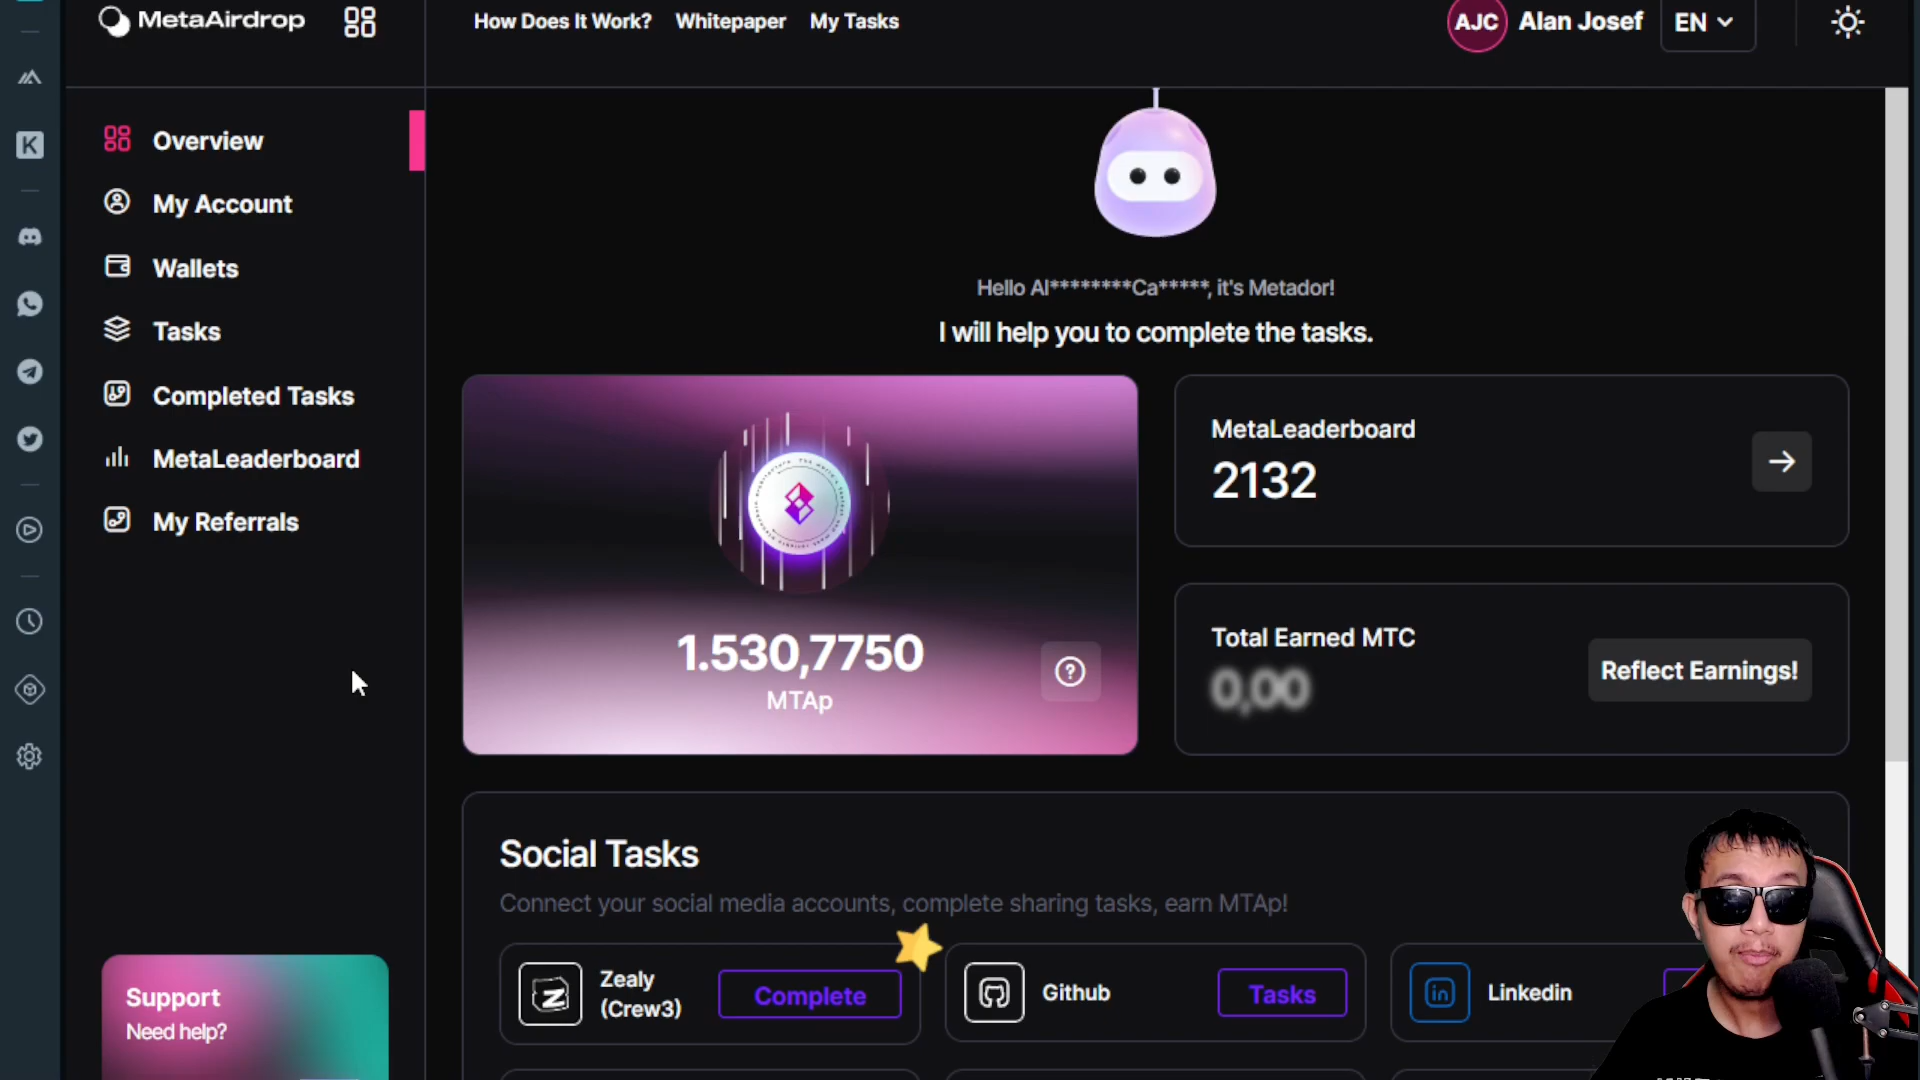 MetaAirdrop
How Does It Work?
Whitepaper
My Tasks
AJC
Alan Josef
EN
Overview
My Account
Wallets
Tasks
Completed Tasks
MetaLeaderboard
My Referrals
Support
Need help?
Hello Al********Ca*****, it's Metador!
I will help you to complete the tasks.
1.530,7750
MTAp
MetaLeaderboard
2132
Total Earned MTC
0,00
Reflect Earnings!
Social Tasks
Connect your social media accounts, complete sharing tasks, earn MTAp!
Zealy
(Crew3)
Complete
Github
Tasks
Linkedin